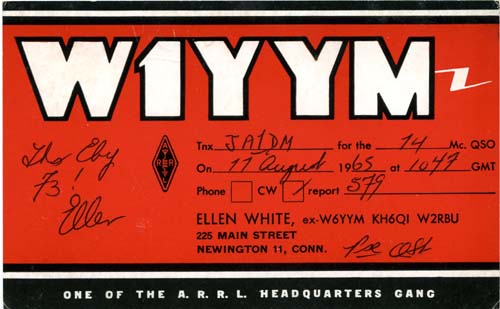 W1YYM
Tnx JA1DM for the 14 Mc. QSO
On 11 August 1965 at 1047 GMT
Phone CW X report 579
Tks Eby
73!
Ellen
A
R R
L
ELLEN WHITE, ex-W6YYM KH6QI W2RBU
225 MAIN STREET
NEWINGTON 11, CONN. Pse QSL
ONE OF THE A. R. R. L. HEADQUARTERS GANG